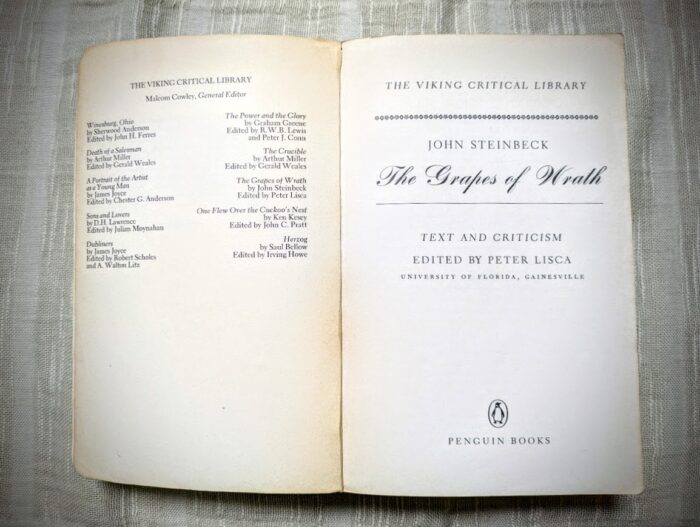 THE VIKING CRITICAL LIBRARY
Malcom Cowley, General Editor
Winesburg, Ohio
by Sherwood Anderson
Edited by John H. Ferres
Death of a Salesman
by Arthur Miller
Edited by Gerald Weales
A Portrait of the Artist
as a Young Man
by James Joyce
Edited by Chester G. Anderson
Sons and Lovers
by D.H. Lawrence
Edited by Julian Moynahan
Dubliners
by James Joyce
Edited by Robert Scholes
and A. Walton Litz
The Power and the Glory
by Graham Greene
Edited by R.W.B. Lewis
and Peter J. Conn
The Crucible
by Arthur Miller
Edited by Gerald Weales
The Grapes of Wrath
by John Steinbeck
Edited by Peter Lisca
One Flew Over the Cuckoo's Nest
by Ken Kesey
Edited by John C. Pratt
Herzog
by Saul Bellow
Edited by Irving Howe
THE VIKING CRITICAL LIBRARY
JOHN STEINBECK
The Grapes of Wrath
TEXT AND CRITICISM
EDITED BY PETER LISCA
UNIVERSITY OF FLORIDA, GAINESVILLE
PENGUIN BOOKS